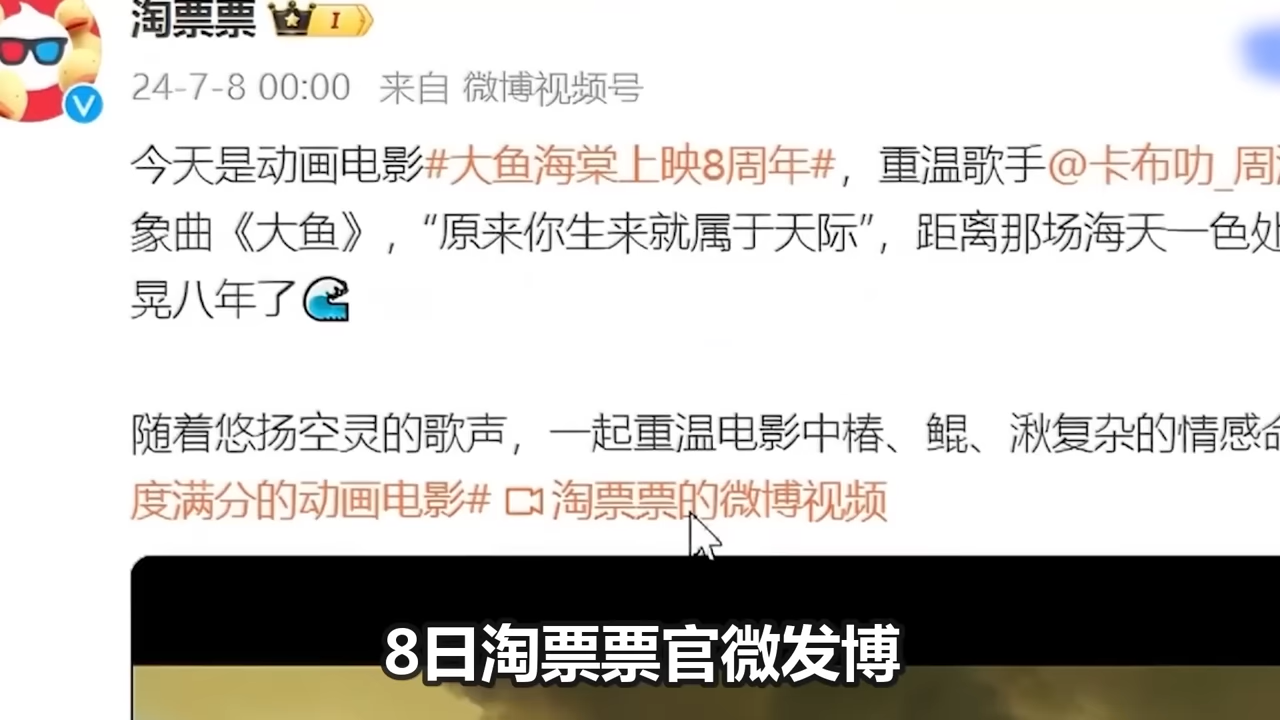 淘票票
I
24-7-8 00:00 来自 微博视频号
今天是动画电影#大鱼海棠上映8周年#，重温歌手@卡布叻_周
象曲《大鱼》，“原来你生来就属于天际”，距离那场海天一色处
晃八年了
随着悠扬空灵的歌声，一起重温电影中椿、鲲、湫复杂的情感命
度满分的动画电影# 淘票票的微博视频
8日淘票票官微发博